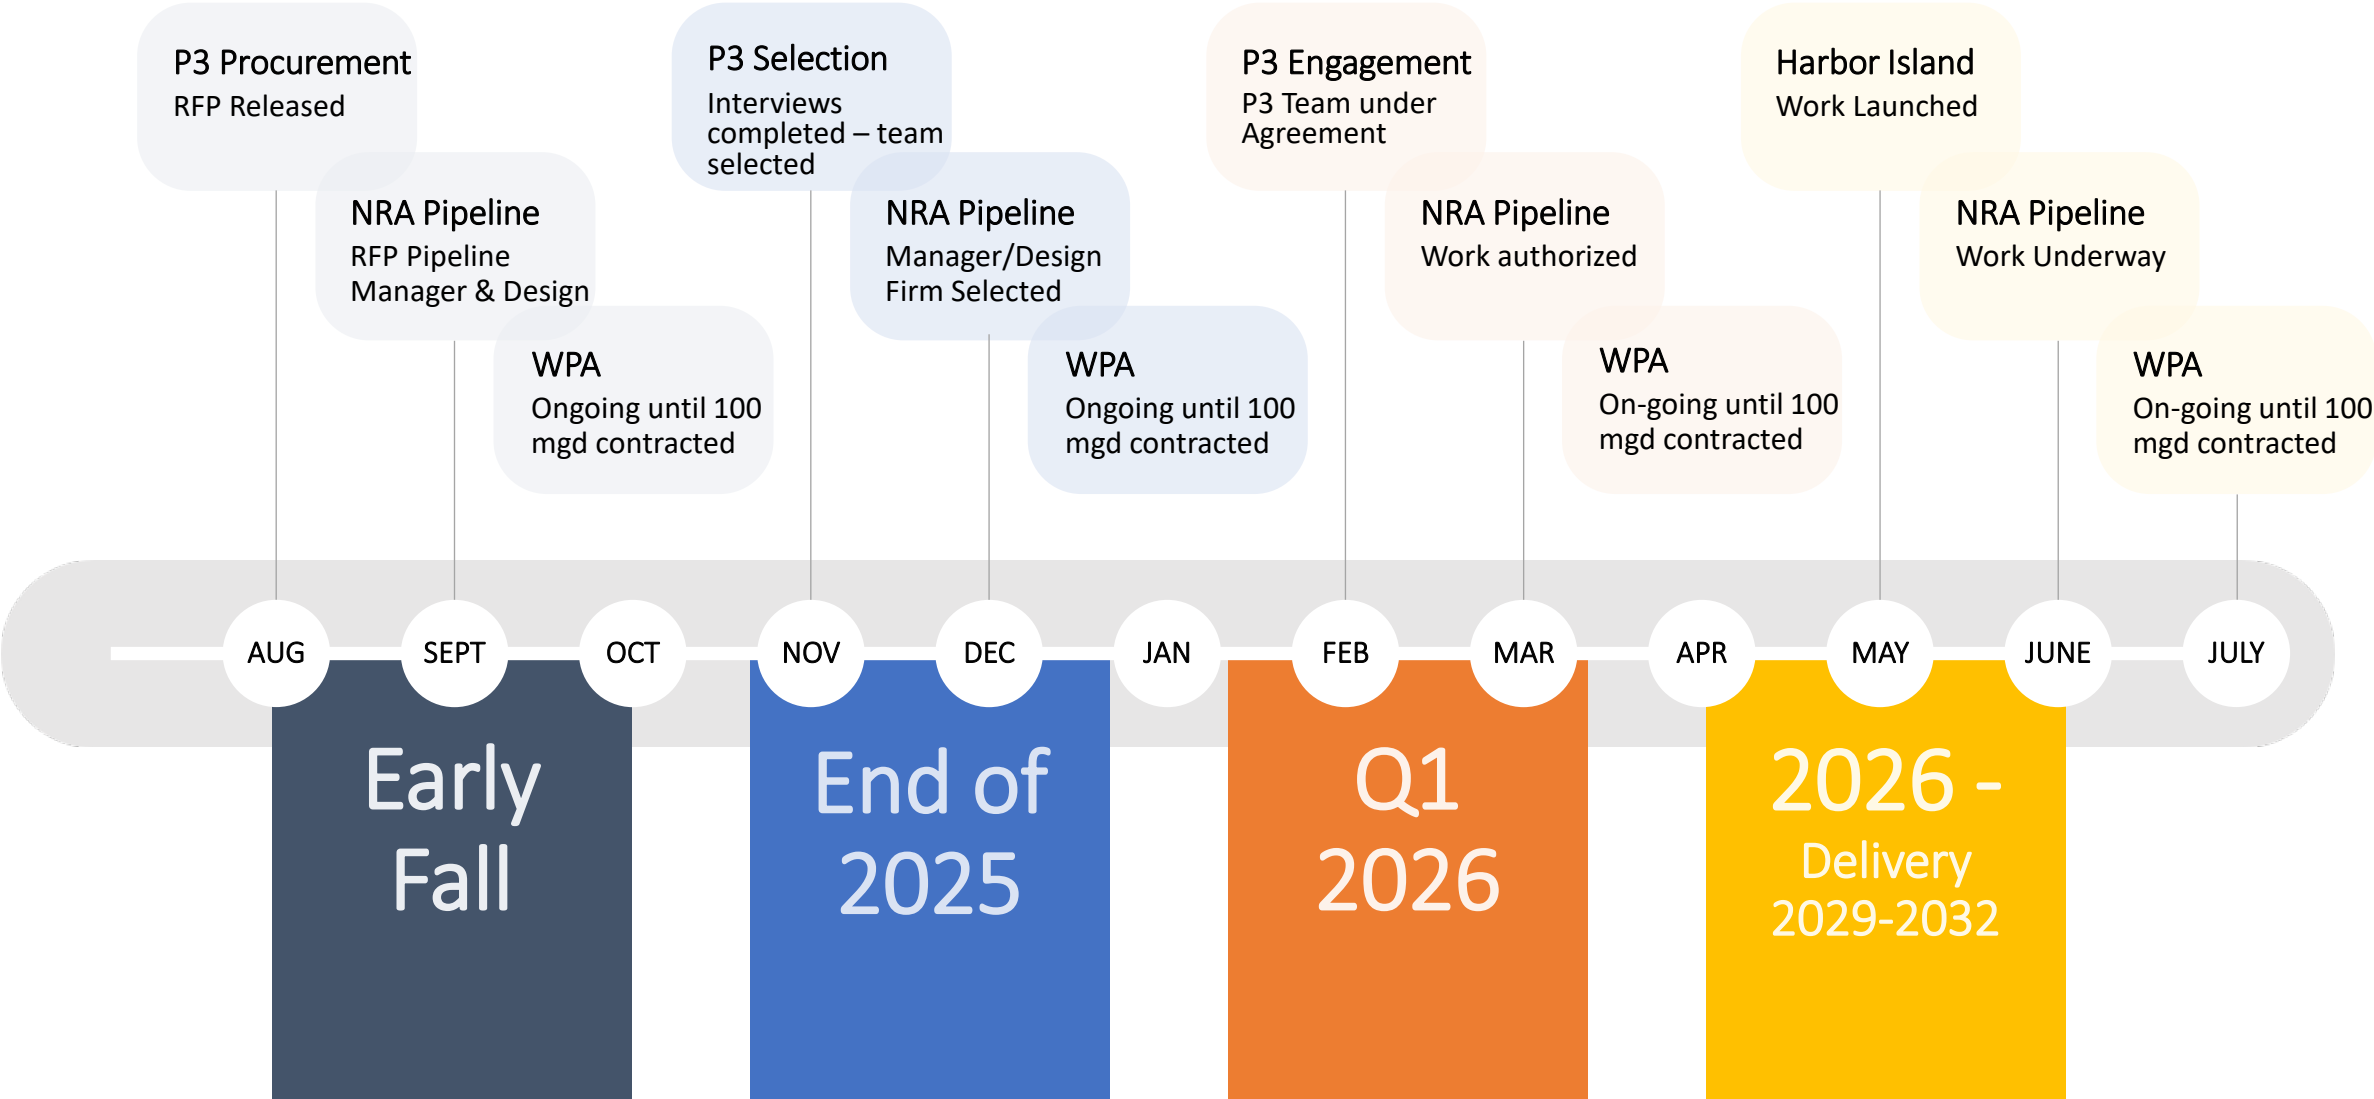 P3 Procurement
RFP Released
NRA Pipeline
RFP Pipeline
Manager & Design
WPA
Ongoing until 100
mgd contracted
P3 Selection
Interviews
completed – team
selected
NRA Pipeline
Manager/Design
Firm Selected
WPA
Ongoing until 100
mgd contracted
P3 Engagement
P3 Team under
Agreement
NRA Pipeline
Work authorized
WPA
On-going until 100
mgd contracted
Harbor Island
Work Launched
NRA Pipeline
Work Underway
WPA
On-going until 100
mgd contracted
AUG
SEPT
OCT
NOV
DEC
JAN
FEB
MAR
APR
MAY
JUNE
JULY
Early
Fall
End of
2025
Q1
2026
2026 -
Delivery
2029-2032